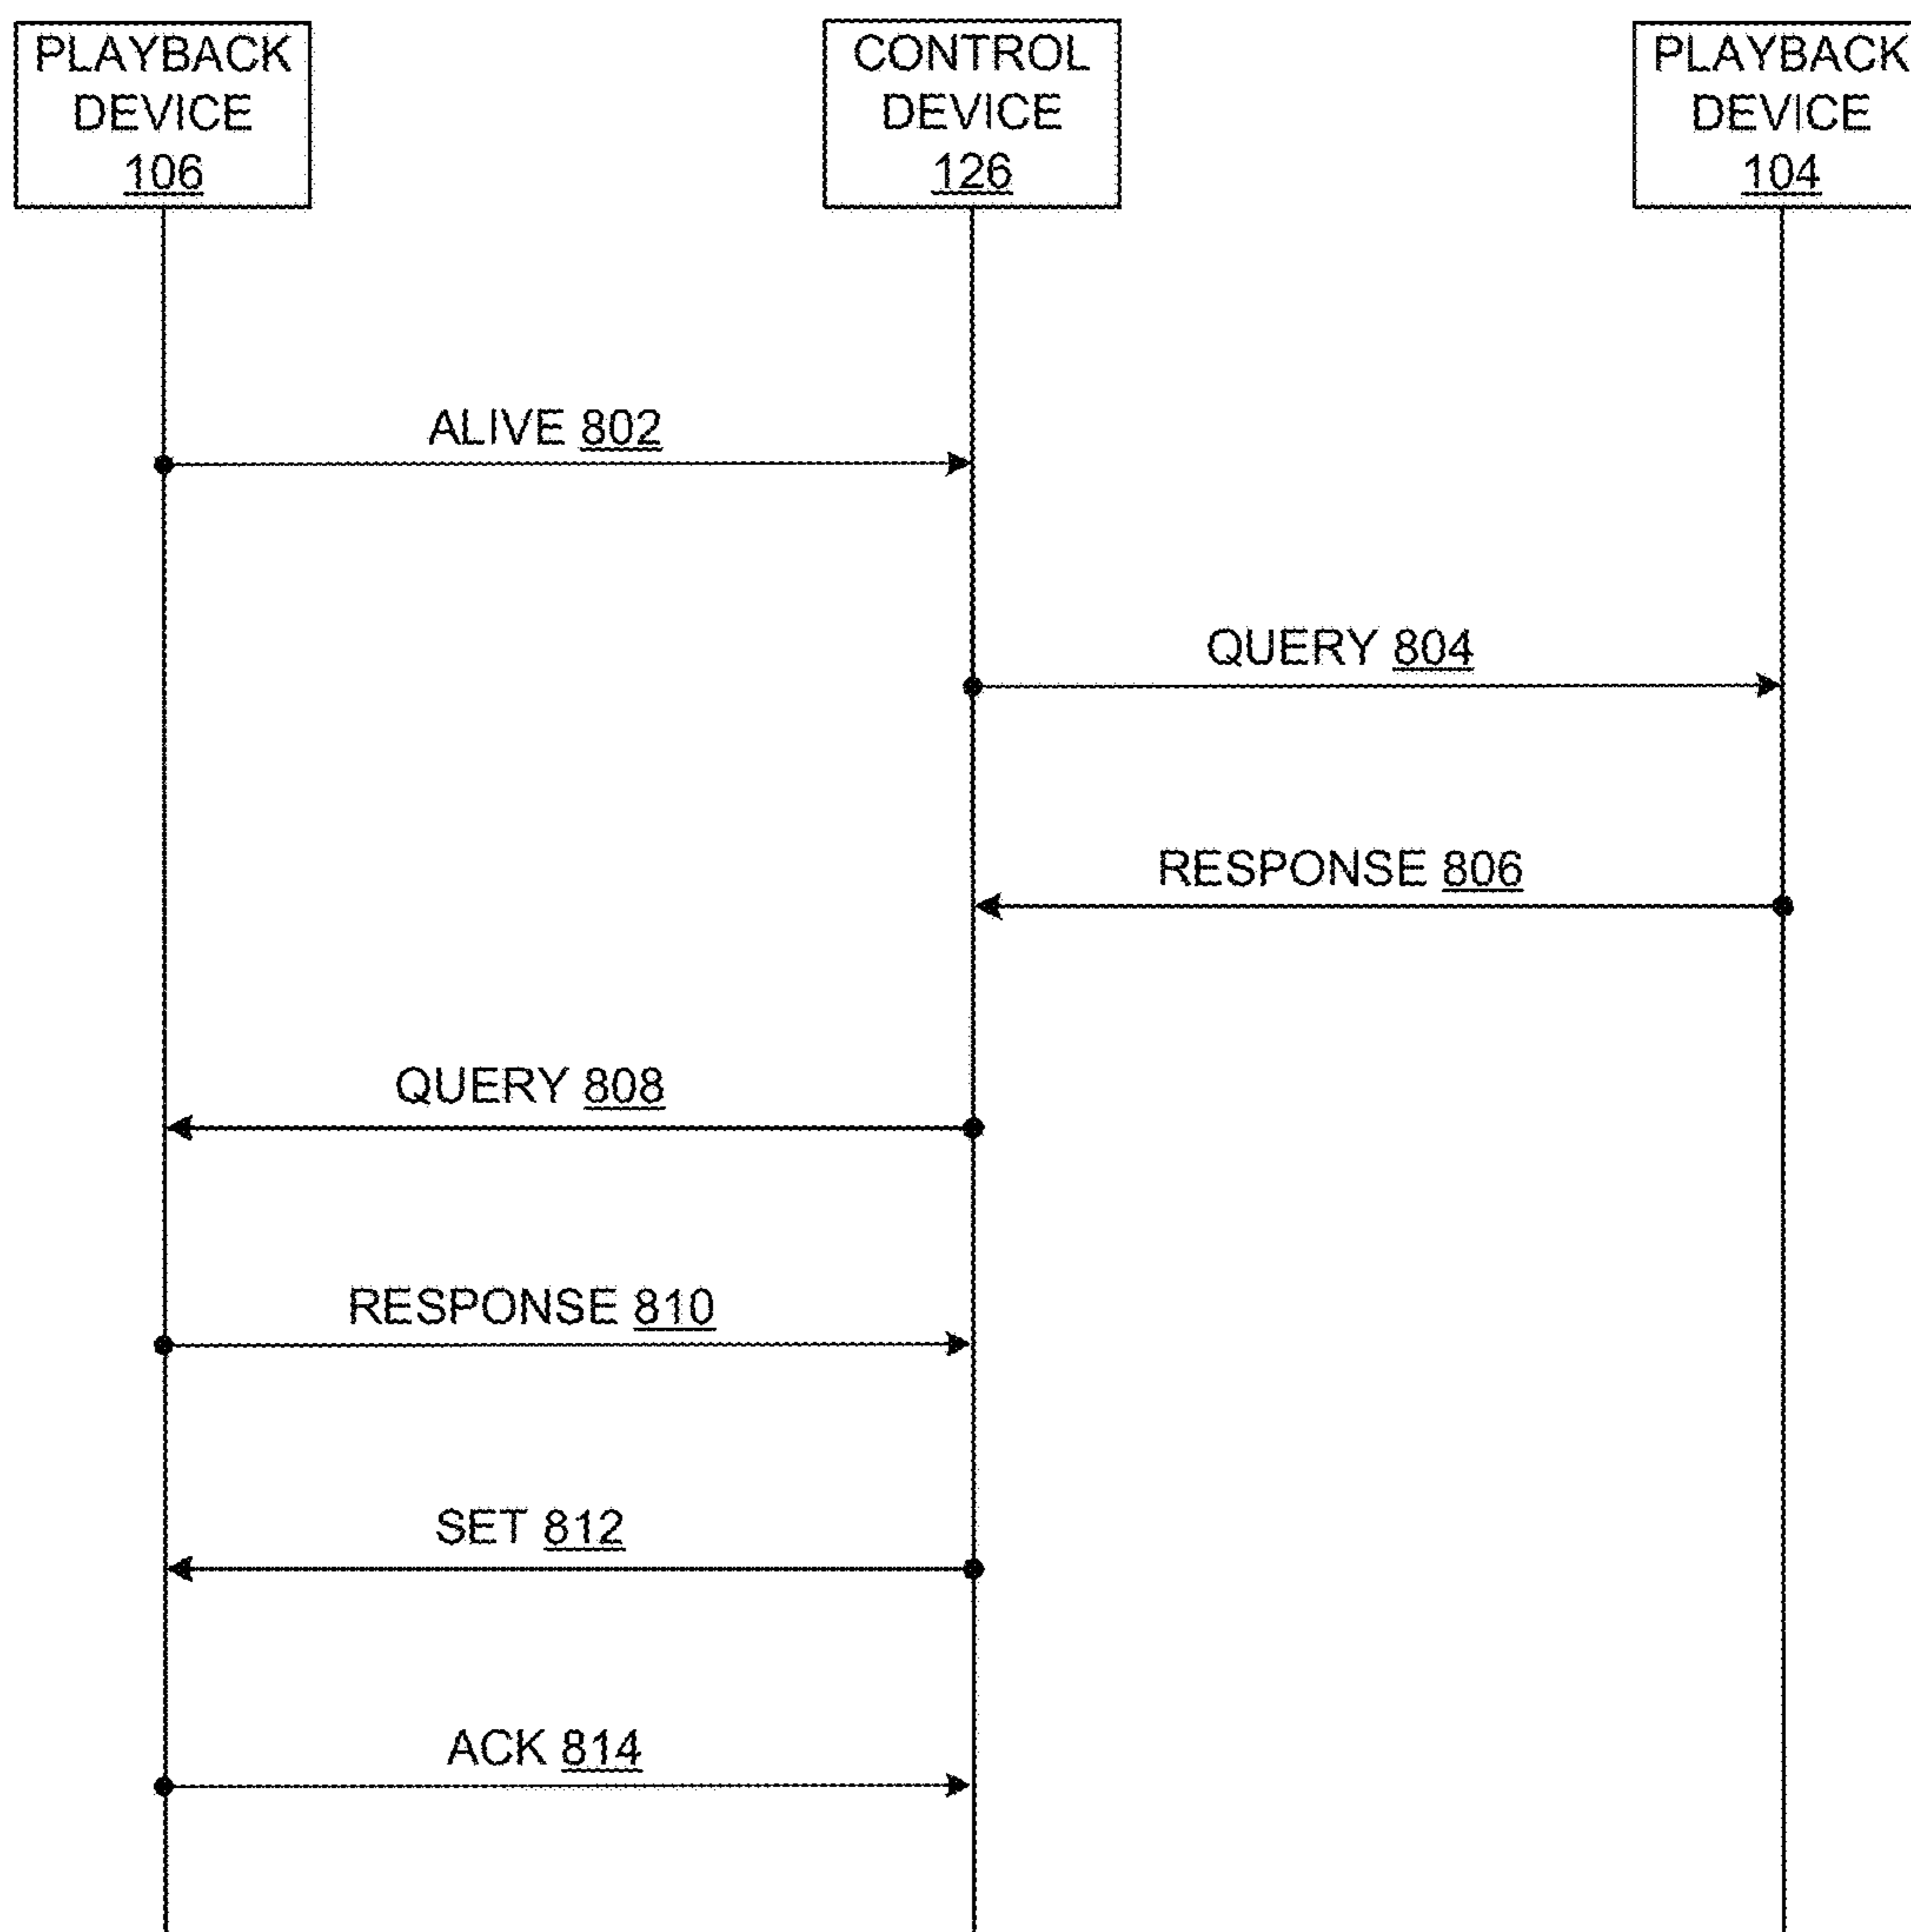 PLAYBACK
DEVICE
106
CONTROL
DEVICE
126
PLAYBACK
DEVICE
104
ALIVE 802
QUERY 804
RESPONSE 806
QUERY 808
RESPONSE 810
SET 812
ACK 814